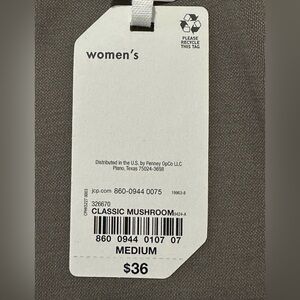 PLEASE
RECYCLE
THIS TAG
women's
Distributed in the U.S. by Penney OpCo LLC
Plano, Texas 75024-3698
jcp.com 860-0944 0075
326670
CLASSIC MUSHROOM
860 0944 0107 07
MEDIUM
$36